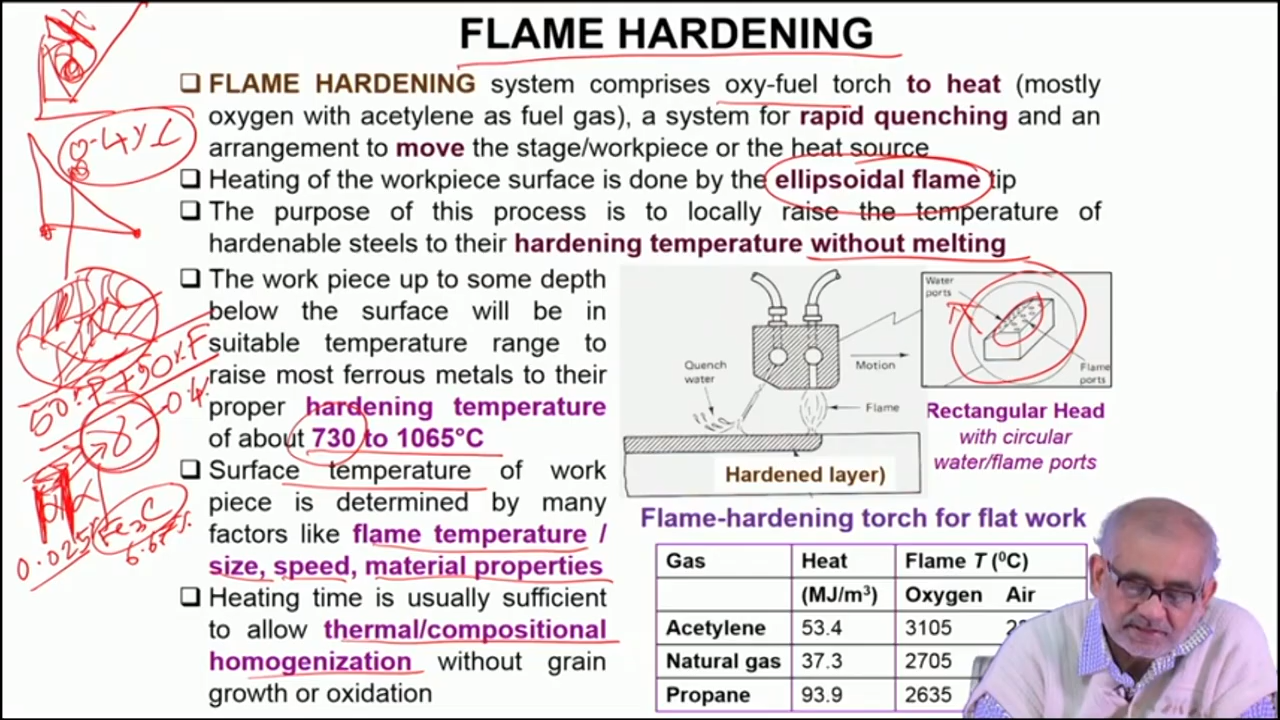 FLAME HARDENING
❑ FLAME HARDENING system comprises oxy-fuel torch to heat (mostly
oxygen with acetylene as fuel gas), a system for rapid quenching and an
arrangement to move the stage/workpiece or the heat source
❑ Heating of the workpiece surface is done by the ellipsoidal flame tip
❑ The purpose of this process is to locally raise the temperature of
hardenable steels to their hardening temperature without melting
❑ The work piece up to some depth
below the surface will be in
suitable temperature range to
raise most ferrous metals to their
proper hardening temperature
of about 730 to 1065°C
❑ Surface temperature of work
piece is determined by many
factors like flame temperature /
size, speed, material properties
❑ Heating time is usually sufficient
to allow thermal/compositional
homogenization without grain
growth or oxidation
Quench
water
Motion
Flame
Hardened layer)
Water
ports
Flame
ports
Rectangular Head
with circular
water/flame ports
Flame-hardening torch for flat work
Gas Heat Flame T (⁰C)
(MJ/m³) Oxygen Air
Acetylene 53.4 3105
Natural gas 37.3 2705
Propane 93.9 2635
0.025
Fe₃C
6.67%